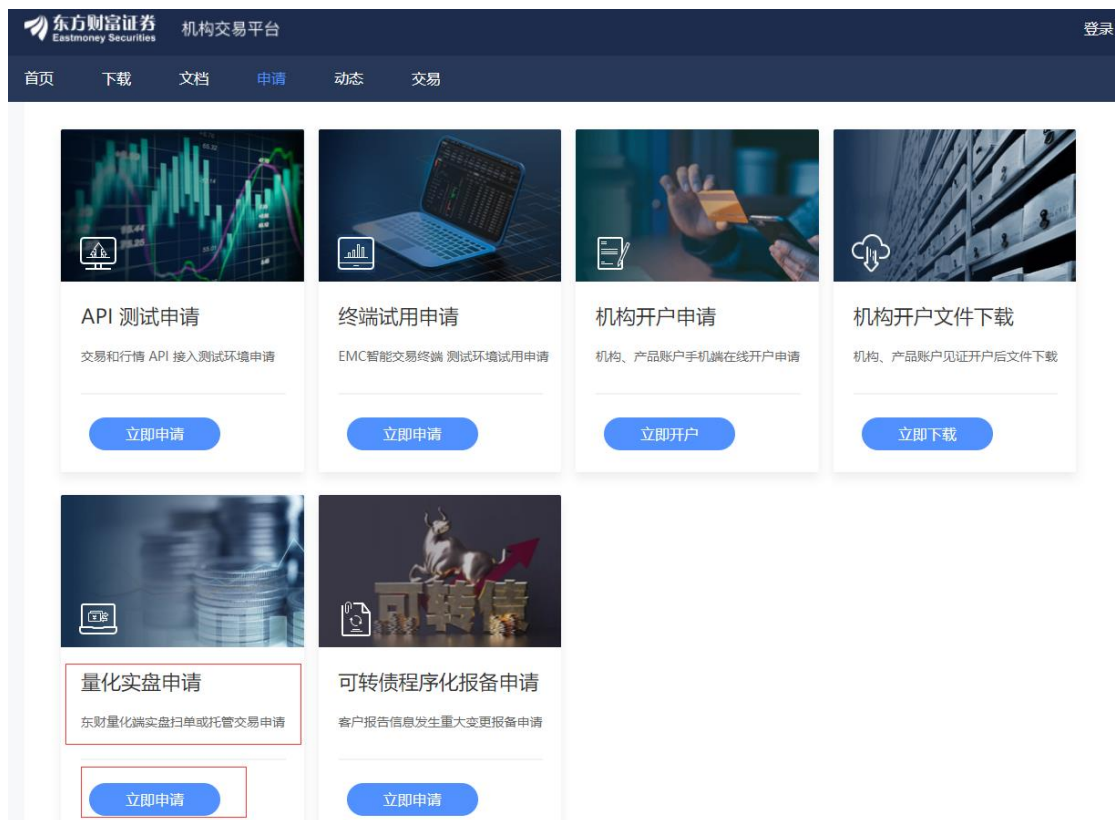 东方财富证券
Eastmoney Securities
机构交易平台
登录
首页
下载
文档
申请
动态
交易
API 测试申请
交易和行情 API 接入测试环境申请
立即申请
终端试用申请
EMC智能交易终端 测试环境试用申请
立即申请
机构开户申请
机构、产品账户手机端在线开户申请
立即开户
机构开户文件下载
机构、产品账户见证开户后文件下载
立即下载
量化实盘申请
东财量化端实盘扫单或托管交易申请
立即申请
可转债
可转债程序化报备申请
客户报告信息发生重大变更报备申请
立即申请